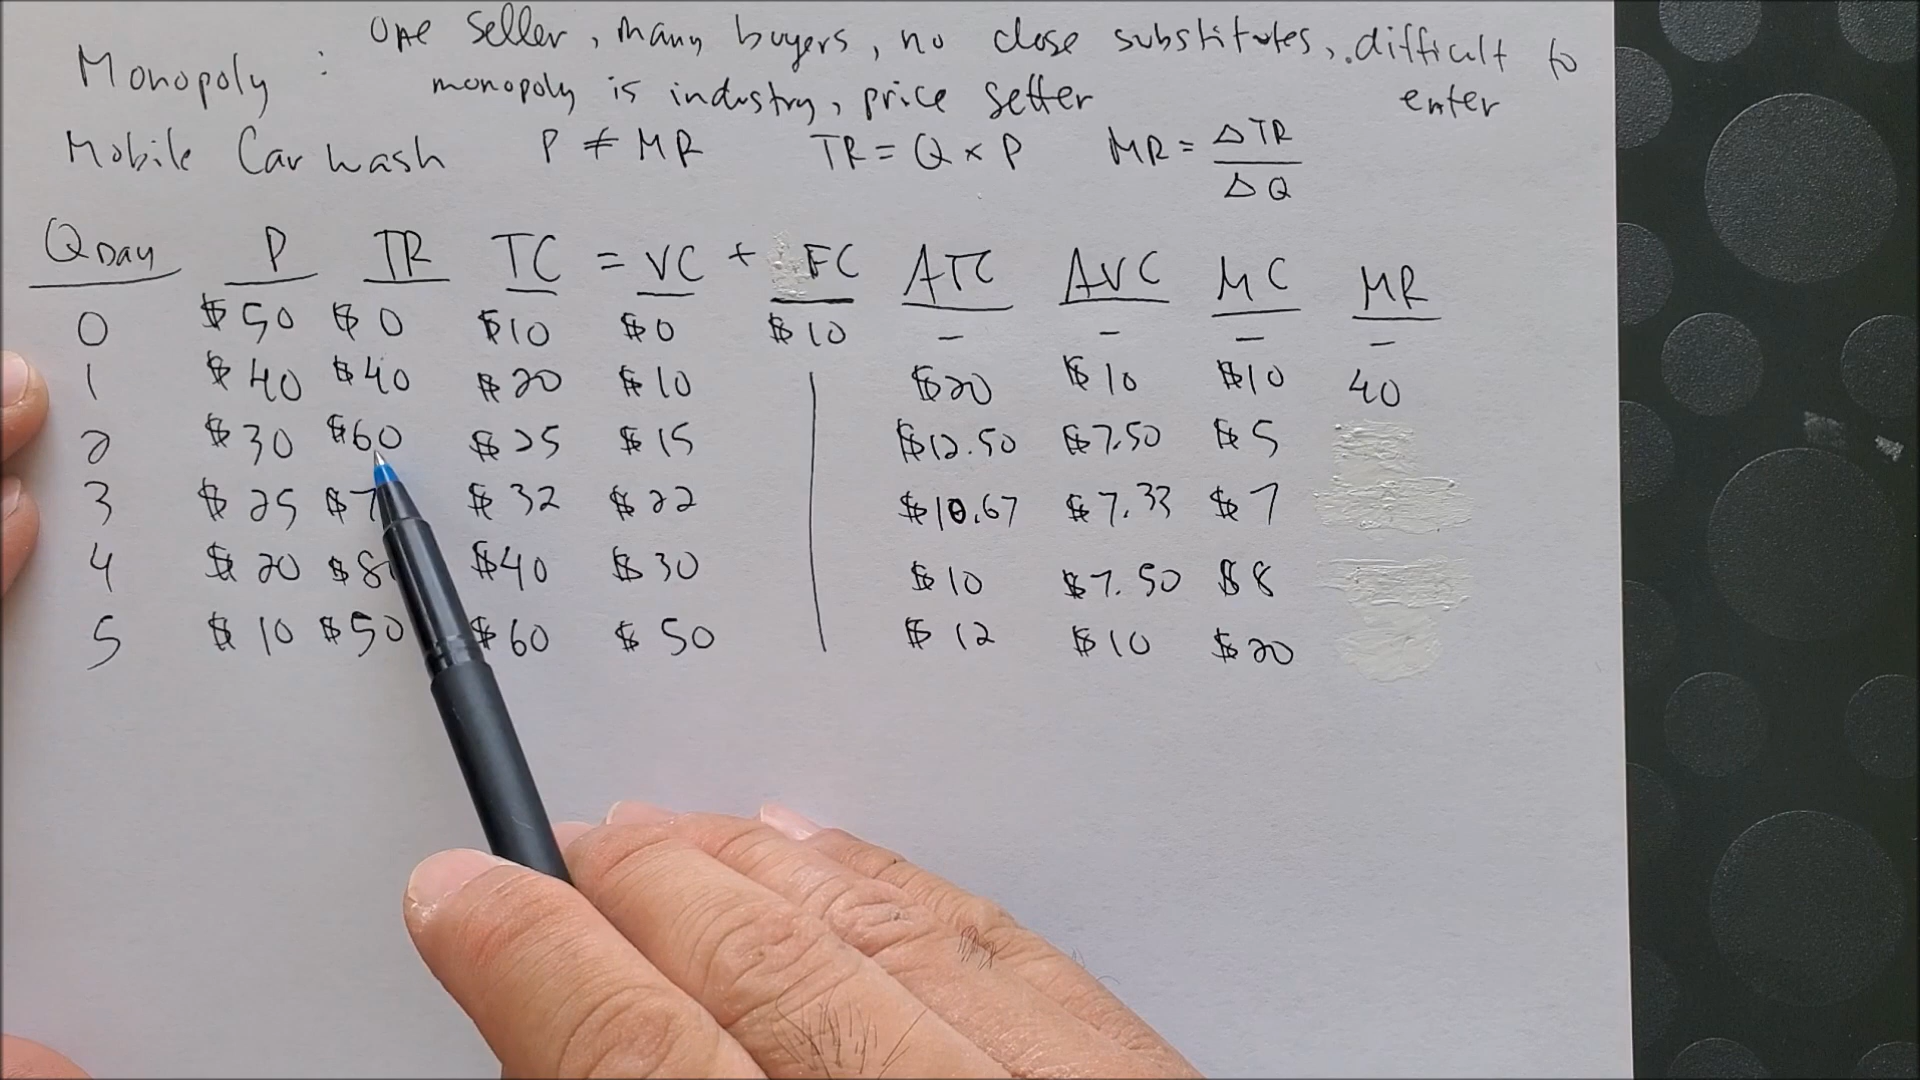 Monopoly : one seller, many buyers, no close substitutes, difficult to enter
monopoly is industry, price setter
Mobile Car wash P ≠ MR TR = Q × P MR = ΔTR / ΔQ
QDay P TR TC = VC + FC ATC AVC MC MR
0 $50 $0 $10 $0 $10 – – – –
1 $40 $40 $20 $10 $20 $10 $10 40
2 $30 $60 $25 $15 $12.50 $7.50 $5
3 $25 $7 $32 $22 $10.67 $7.33 $7
4 $20 $8 $40 $30 $10 $7.50 $8
5 $10 $50 $60 $50 $12 $10 $20